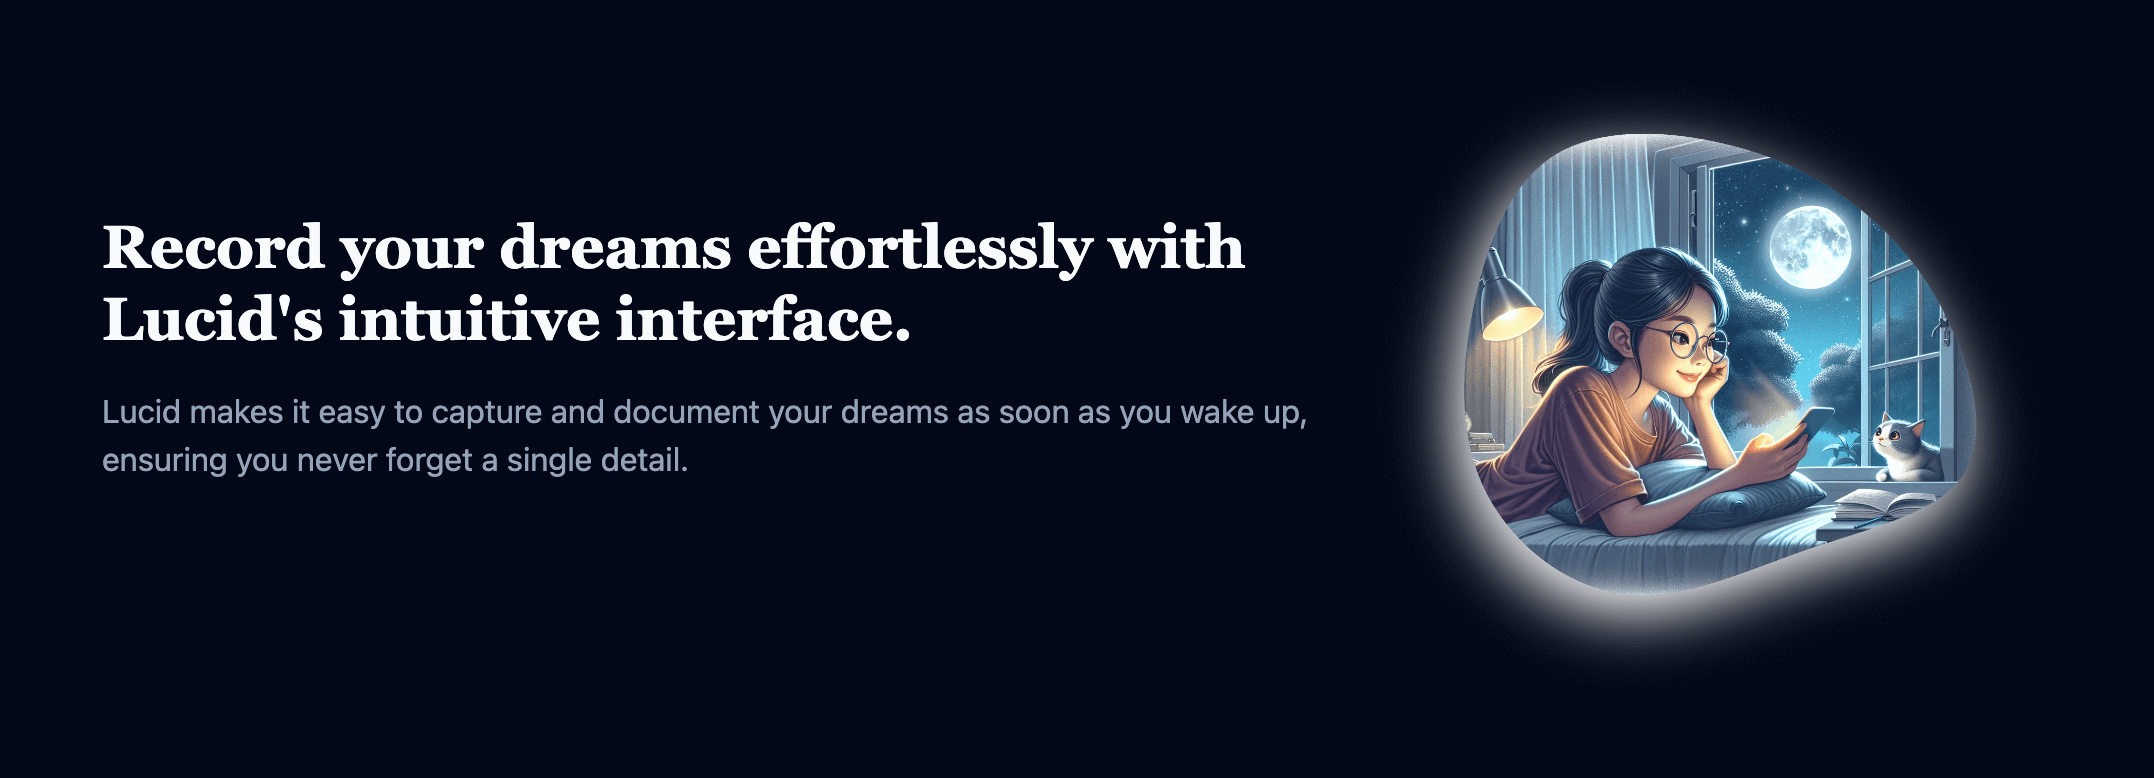 Record your dreams effortlessly with
Lucid's intuitive interface.
Lucid makes it easy to capture and document your dreams as soon as you wake up,
ensuring you never forget a single detail.